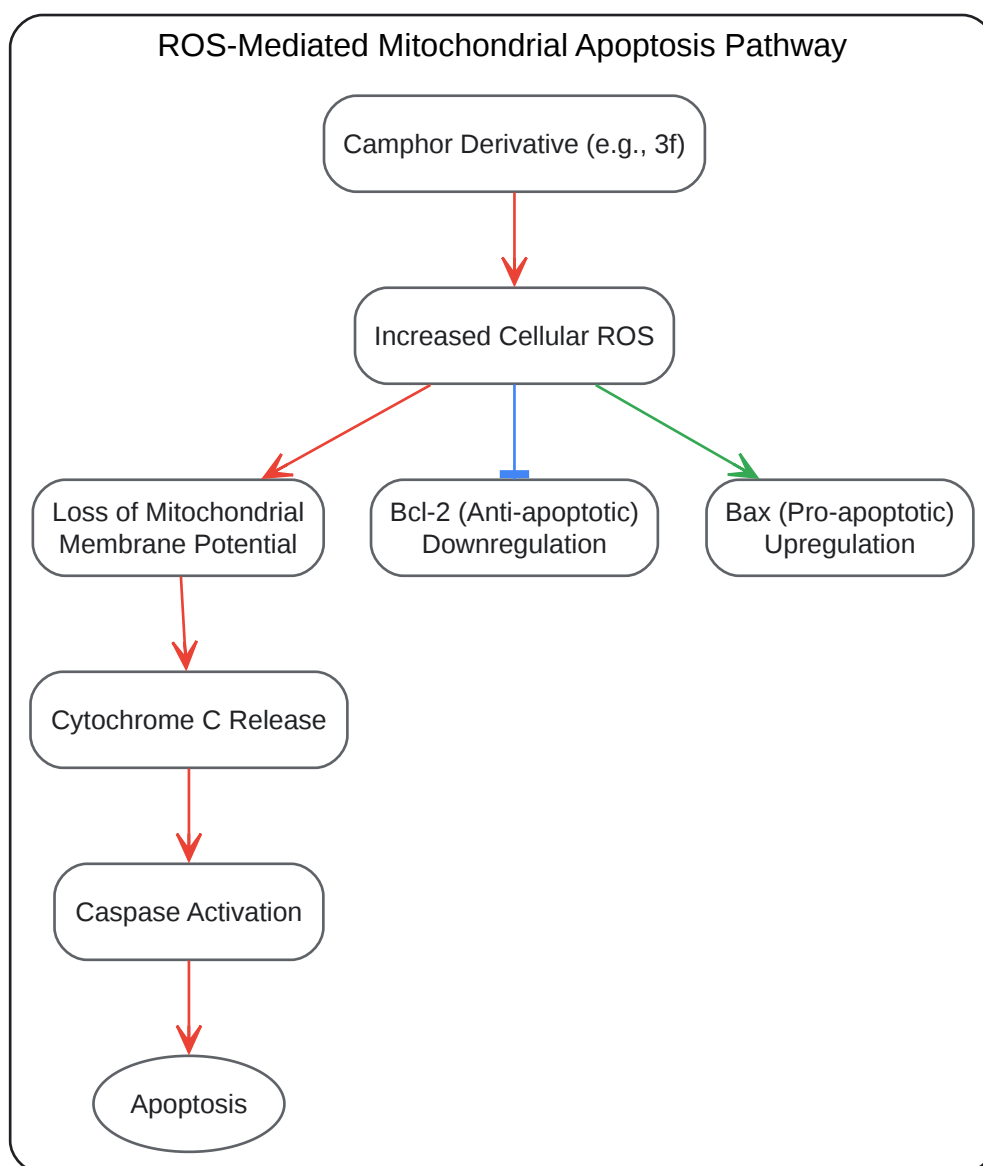 ROS-Mediated Mitochondrial Apoptosis Pathway
Camphor Derivative (e.g., 3f)
Increased Cellular ROS
Loss of Mitochondrial
Membrane Potential
Bcl-2 (Anti-apoptotic)
Downregulation
Bax (Pro-apoptotic)
Upregulation
Cytochrome C Release
Caspase Activation
Apoptosis